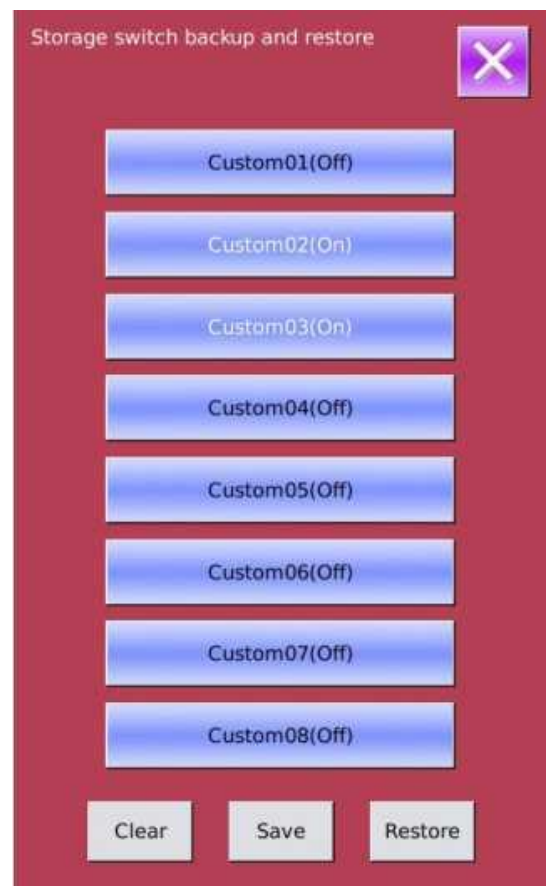 Storage switch backup and restore
Custom01(Off)
Custom02(On)
Custom03(On)
Custom04(Off)
Custom05(Off)
Custom06(Off)
Custom07(Off)
Custom08(Off)
Clear Save Restore